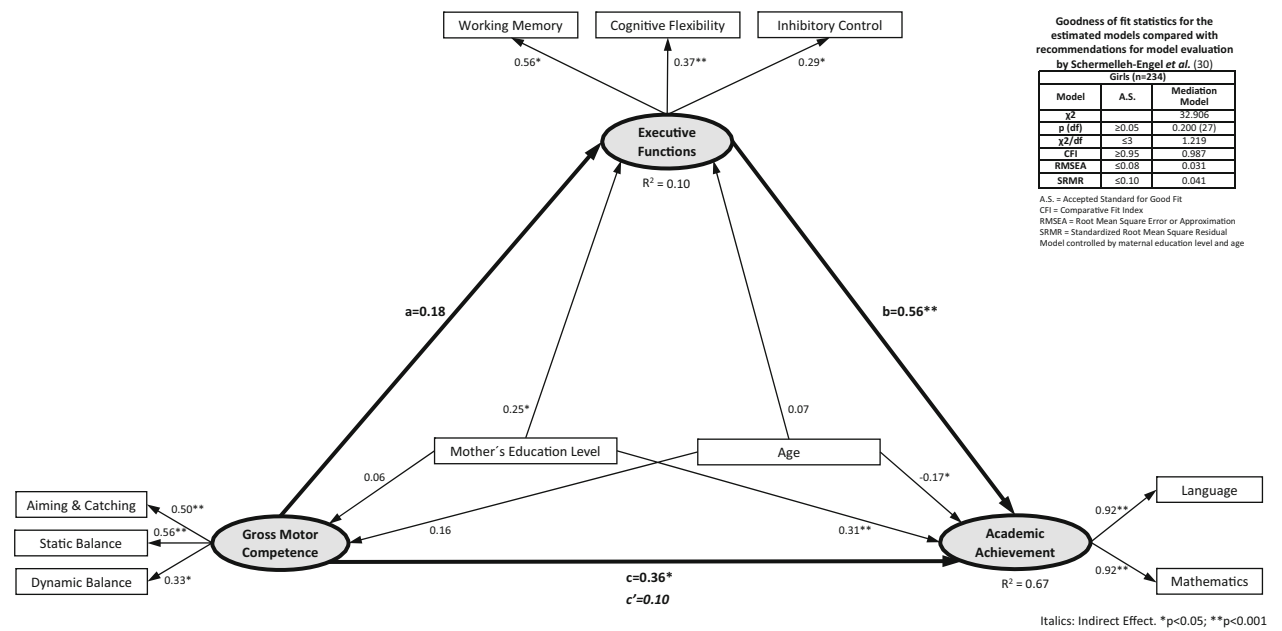 Working Memory
Cognitive Flexibility
Inhibitory Control
0.56*
0.37**
0.29*
Executive
Functions
R² = 0.10
Goodness of fit statistics for the
estimated models compared with
recommendations for model evaluation
by Schermelleh-Engel et al. (30)
Girls (n=234)
Model A.S. Mediation Model
χ2 32.906
p (df) ≥0.05 0.200 (27)
χ2/df ≤3 1.219
CFI ≥0.95 0.987
RMSEA ≤0.08 0.031
SRMR ≤0.10 0.041
A.S. = Accepted Standard for Good Fit
CFI = Comparative Fit Index
RMSEA = Root Mean Square Error or Approximation
SRMR = Standardized Root Mean Square Residual
Model controlled by maternal education level and age
a=0.18
b=0.56**
0.25*
0.07
Mother´s Education Level
Age
0.06
0.16
0.31**
-0.17*
Aiming & Catching
Static Balance
Dynamic Balance
0.50**
0.56**
0.33*
Gross Motor
Competence
Academic
Achievement
R² = 0.67
0.92**
0.92**
Language
Mathematics
c=0.36*
c’=0.10
Italics: Indirect Effect. *p<0.05; **p<0.001